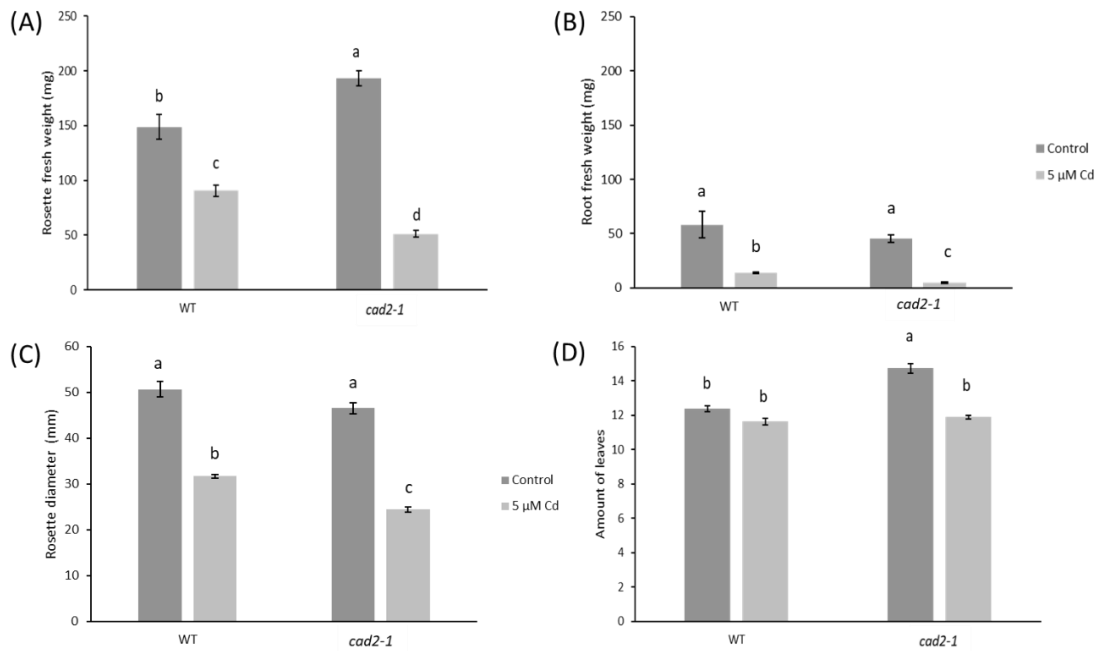 (A)
Rosette fresh weight (mg)
250
200
150
100
50
0
b
c
a
d
WT
cad2-1
(B)
Root fresh weight (mg)
250
200
150
100
50
0
a
b
a
c
WT
cad2-1
Control
5 µM Cd
(C)
Rosette diameter (mm)
60
50
40
30
20
10
0
a
b
a
c
WT
cad2-1
Control
5 µM Cd
(D)
Amount of leaves
16
14
12
10
8
6
4
2
0
b
b
a
b
WT
cad2-1